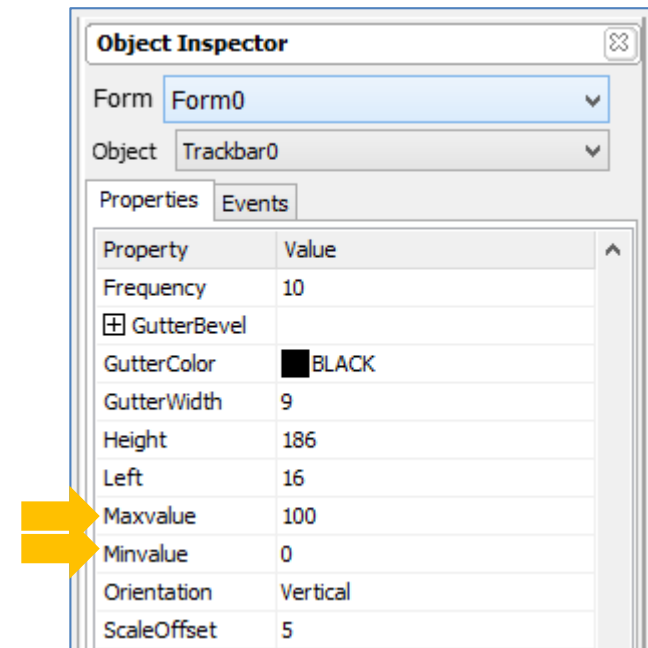 Object Inspector
Form Form0
Object Trackbar0
Properties Events
Property Value
Frequency 10
GutterBevel
GutterColor BLACK
GutterWidth 9
Height 186
Left 16
Maxvalue 100
Minvalue 0
Orientation Vertical
ScaleOffset 5